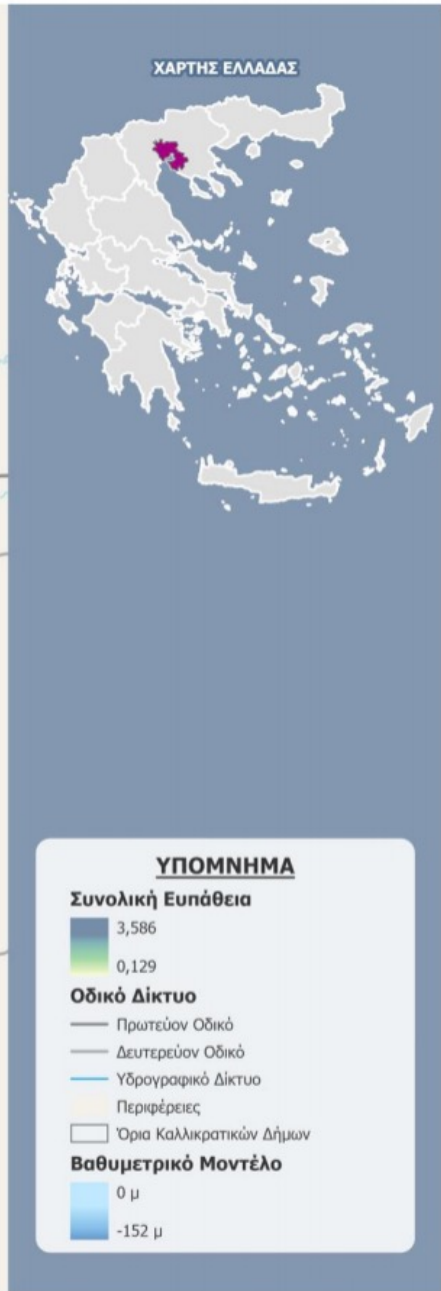 ΧΑΡΤΗΣ ΕΛΛΑΔΑΣ
ΥΠΟΜΝΗΜΑ
Συνολική Ευπάθεια
3,586
0,129
Οδικό Δίκτυο
Πρωτεύον Οδικό
Δευτερεύον Οδικό
Υδρογραφικό Δίκτυο
Περιφέρειες
Όρια Καλλικρατικών Δήμων
Βαθυμετρικό Μοντέλο
0 μ
-152 μ